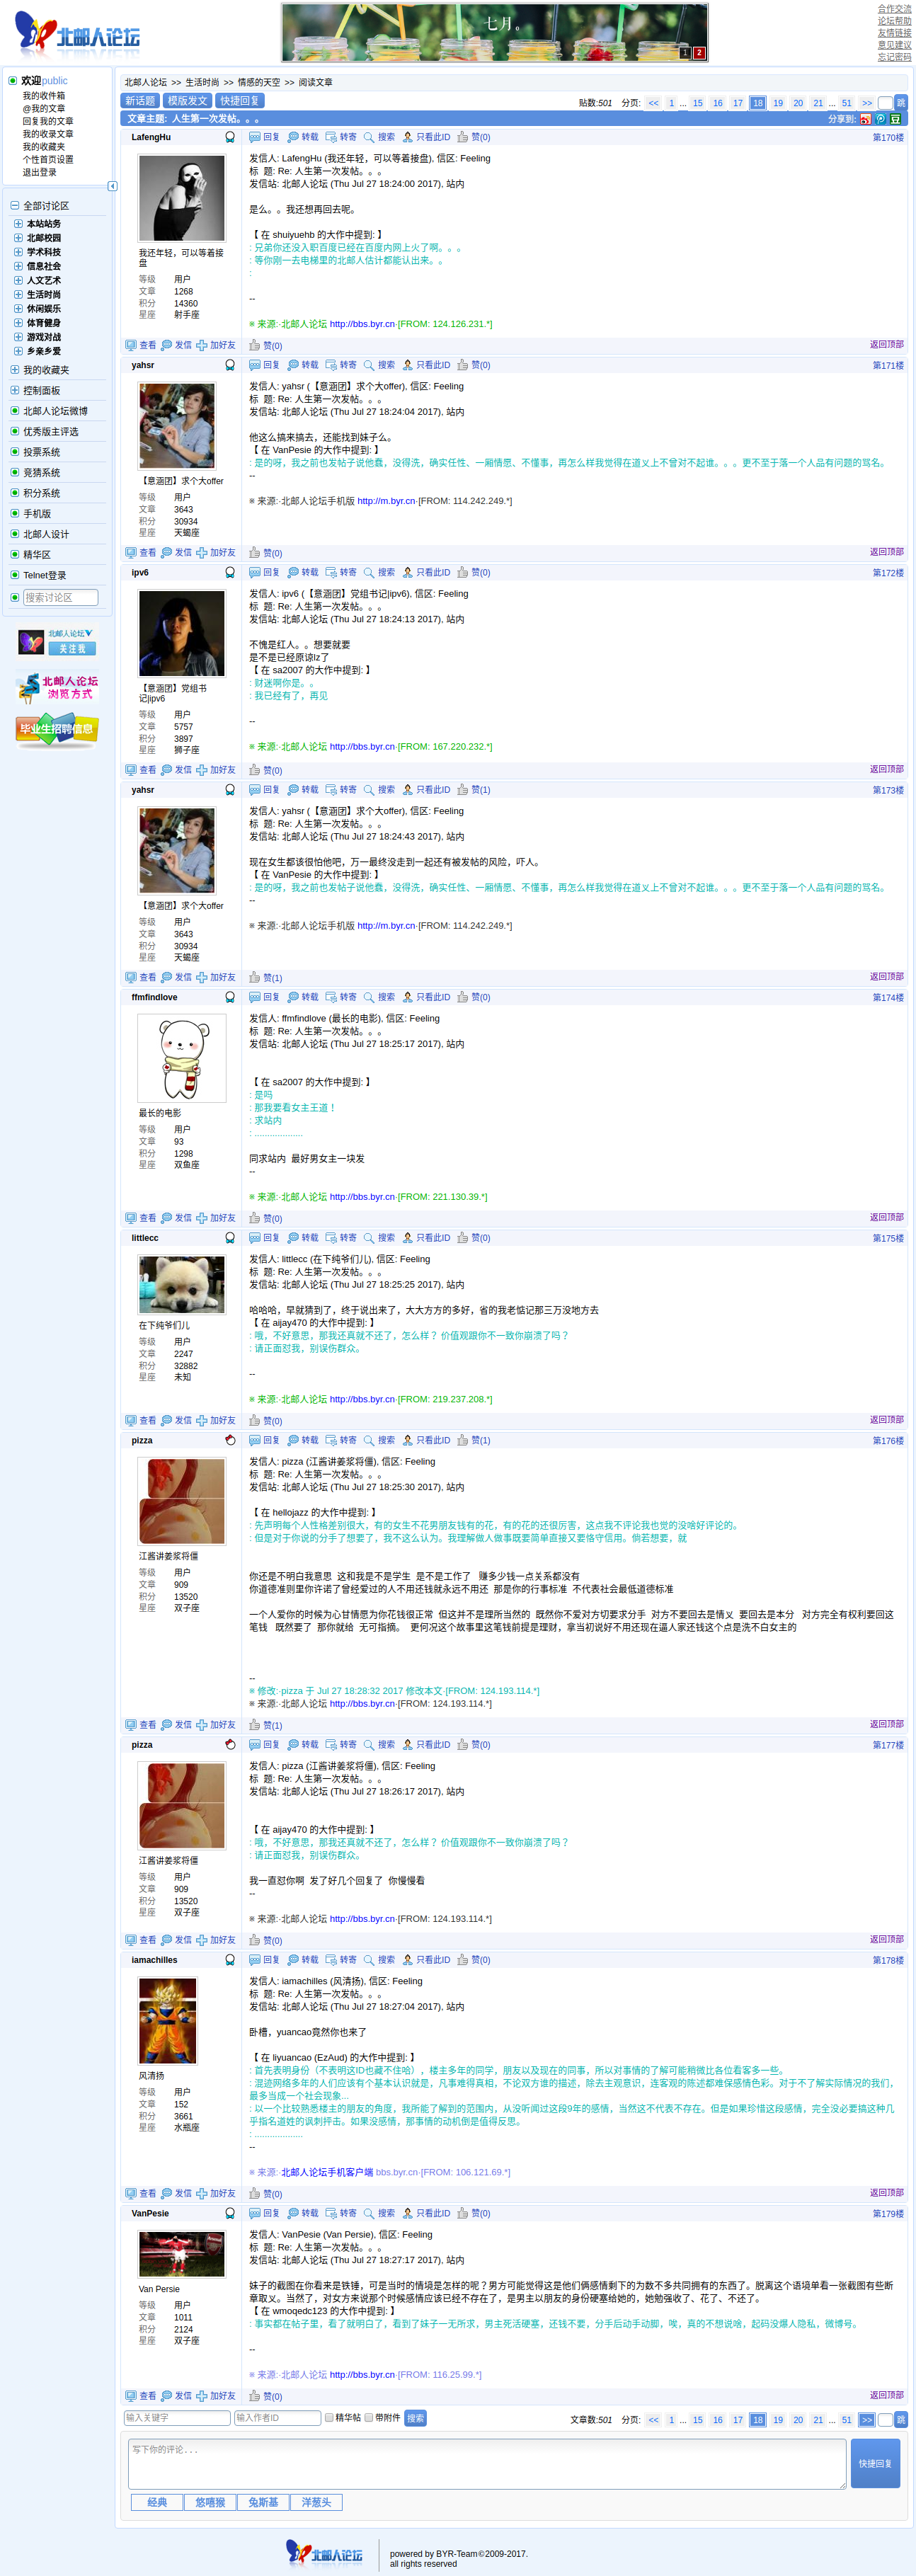 北邮人论坛
七月。
1 2
合作交流
论坛帮助
友情链接
意见建议
忘记密码
欢迎public
我的收件箱
@我的文章
回复我的文章
我的收录文章
我的收藏夹
个性首页设置
退出登录
全部讨论区
本站站务
北邮校园
学术科技
信息社会
人文艺术
生活时尚
休闲娱乐
体育健身
游戏对战
乡亲乡爱
我的收藏夹
控制面板
北邮人论坛微博
优秀版主评选
投票系统
竞猜系统
积分系统
手机版
北邮人设计
精华区
Telnet登录
搜索讨论区
北邮人论坛
关注我
北邮人论坛
浏览方式
毕业生招聘信息
北邮人论坛 >> 生活时尚 >> 情感的天空 >> 阅读文章
新话题 模版发文 快捷回复
贴数:501 分页: << 1 ... 15 16 17 18 19 20 21 ... 51 >> 跳
文章主题: 人生第一次发帖。。。
分享到:
LafengHu
回复 转载 转寄 搜索 只看此ID 赞(0) 第170楼
我还年轻，可以等着接盘
等级 用户
文章 1268
积分 14360
星座 射手座
发信人: LafengHu (我还年轻，可以等着接盘), 信区: Feeling
标 题: Re: 人生第一次发帖。。。
发信站: 北邮人论坛 (Thu Jul 27 18:24:00 2017), 站内
是么。。我还想再回去呢。
【 在 shuiyuehb 的大作中提到: 】
: 兄弟你还没入职百度已经在百度内网上火了啊。。。
: 等你刚一去电梯里的北邮人估计都能认出来。。
:
--
※ 来源:·北邮人论坛 http://bbs.byr.cn·[FROM: 124.126.231.*]
查看 发信 加好友 赞(0) 返回顶部
yahsr
回复 转载 转寄 搜索 只看此ID 赞(0) 第171楼
【意涵团】求个大offer
等级 用户
文章 3643
积分 30934
星座 天蝎座
发信人: yahsr (【意涵团】求个大offer), 信区: Feeling
标 题: Re: 人生第一次发帖。。。
发信站: 北邮人论坛 (Thu Jul 27 18:24:04 2017), 站内
他这么搞来搞去，还能找到妹子么。
【 在 VanPesie 的大作中提到: 】
: 是的呀，我之前也发帖子说他蠢，没得洗，确实任性、一厢情愿、不懂事，再怎么样我觉得在道义上不曾对不起谁。。。更不至于落一个人品有问题的骂名。
--
※ 来源:·北邮人论坛手机版 http://m.byr.cn·[FROM: 114.242.249.*]
查看 发信 加好友 赞(0) 返回顶部
ipv6
回复 转载 转寄 搜索 只看此ID 赞(0) 第172楼
【意涵团】党组书记|ipv6
等级 用户
文章 5757
积分 3897
星座 狮子座
发信人: ipv6 (【意涵团】党组书记|ipv6), 信区: Feeling
标 题: Re: 人生第一次发帖。。。
发信站: 北邮人论坛 (Thu Jul 27 18:24:13 2017), 站内
不愧是红人。。想要就要
是不是已经原谅lz了
【 在 sa2007 的大作中提到: 】
: 财迷啊你是。。
: 我已经有了，再见
--
※ 来源:·北邮人论坛 http://bbs.byr.cn·[FROM: 167.220.232.*]
查看 发信 加好友 赞(0) 返回顶部
yahsr
回复 转载 转寄 搜索 只看此ID 赞(1) 第173楼
【意涵团】求个大offer
等级 用户
文章 3643
积分 30934
星座 天蝎座
发信人: yahsr (【意涵团】求个大offer), 信区: Feeling
标 题: Re: 人生第一次发帖。。。
发信站: 北邮人论坛 (Thu Jul 27 18:24:43 2017), 站内
现在女生都该很怕他吧，万一最终没走到一起还有被发帖的风险，吓人。
【 在 VanPesie 的大作中提到: 】
: 是的呀，我之前也发帖子说他蠢，没得洗，确实任性、一厢情愿、不懂事，再怎么样我觉得在道义上不曾对不起谁。。。更不至于落一个人品有问题的骂名。
--
※ 来源:·北邮人论坛手机版 http://m.byr.cn·[FROM: 114.242.249.*]
查看 发信 加好友 赞(1) 返回顶部
ffmfindlove
回复 转载 转寄 搜索 只看此ID 赞(0) 第174楼
最长的电影
等级 用户
文章 93
积分 1298
星座 双鱼座
发信人: ffmfindlove (最长的电影), 信区: Feeling
标 题: Re: 人生第一次发帖。。。
发信站: 北邮人论坛 (Thu Jul 27 18:25:17 2017), 站内
【 在 sa2007 的大作中提到: 】
: 是吗
: 那我要看女主王道！
: 求站内
: ...................
同求站内 最好男女主一块发
--
※ 来源:·北邮人论坛 http://bbs.byr.cn·[FROM: 221.130.39.*]
查看 发信 加好友 赞(0) 返回顶部
littlecc
回复 转载 转寄 搜索 只看此ID 赞(0) 第175楼
在下纯爷们儿
等级 用户
文章 2247
积分 32882
星座 未知
发信人: littlecc (在下纯爷们儿), 信区: Feeling
标 题: Re: 人生第一次发帖。。。
发信站: 北邮人论坛 (Thu Jul 27 18:25:25 2017), 站内
哈哈哈，早就猜到了，终于说出来了，大大方方的多好，省的我老惦记那三万没地方去
【 在 aijay470 的大作中提到: 】
: 哦，不好意思，那我还真就不还了，怎么样？ 价值观跟你不一致你崩溃了吗？
: 请正面怼我，别误伤群众。
--
※ 来源:·北邮人论坛 http://bbs.byr.cn·[FROM: 219.237.208.*]
查看 发信 加好友 赞(0) 返回顶部
pizza
回复 转载 转寄 搜索 只看此ID 赞(1) 第176楼
江酱讲姜浆将僵
等级 用户
文章 909
积分 13520
星座 双子座
发信人: pizza (江酱讲姜浆将僵), 信区: Feeling
标 题: Re: 人生第一次发帖。。。
发信站: 北邮人论坛 (Thu Jul 27 18:25:30 2017), 站内
【 在 hellojazz 的大作中提到: 】
: 先声明每个人性格差别很大，有的女生不花男朋友钱有的花，有的花的还很厉害，这点我不评论我也觉的没啥好评论的。
: 但是对于你说的分手了想要了，我不这么认为。我理解做人做事既要简单直接又要恪守信用。倘若想要，就
你还是不明白我意思 这和我是不是学生 是不是工作了 赚多少钱一点关系都没有
你道德准则里你许诺了曾经爱过的人不用还钱就永远不用还 那是你的行事标准 不代表社会最低道德标准
一个人爱你的时候为心甘情愿为你花钱很正常 但这并不是理所当然的 既然你不爱对方切要求分手 对方不要回去是情义 要回去是本分 对方完全有权利要回这
笔钱 既然要了 那你就给 无可指摘。 更何况这个故事里这笔钱前提是理财，拿当初说好不用还现在逼人家还钱这个点是洗不白女主的
--
※ 修改:·pizza 于 Jul 27 18:28:32 2017 修改本文·[FROM: 124.193.114.*]
※ 来源:·北邮人论坛 http://bbs.byr.cn·[FROM: 124.193.114.*]
查看 发信 加好友 赞(1) 返回顶部
pizza
回复 转载 转寄 搜索 只看此ID 赞(0) 第177楼
江酱讲姜浆将僵
等级 用户
文章 909
积分 13520
星座 双子座
发信人: pizza (江酱讲姜浆将僵), 信区: Feeling
标 题: Re: 人生第一次发帖。。。
发信站: 北邮人论坛 (Thu Jul 27 18:26:17 2017), 站内
【 在 aijay470 的大作中提到: 】
: 哦，不好意思，那我还真就不还了，怎么样？ 价值观跟你不一致你崩溃了吗？
: 请正面怼我，别误伤群众。
我一直怼你啊 发了好几个回复了 你慢慢看
--
※ 来源:·北邮人论坛 http://bbs.byr.cn·[FROM: 124.193.114.*]
查看 发信 加好友 赞(0) 返回顶部
iamachilles
回复 转载 转寄 搜索 只看此ID 赞(0) 第178楼
风清扬
等级 用户
文章 152
积分 3661
星座 水瓶座
发信人: iamachilles (风清扬), 信区: Feeling
标 题: Re: 人生第一次发帖。。。
发信站: 北邮人论坛 (Thu Jul 27 18:27:04 2017), 站内
卧槽，yuancao竟然你也来了
【 在 liyuancao (EzAud) 的大作中提到: 】
: 首先表明身份（不表明这ID也藏不住哈），楼主多年的同学，朋友以及现在的同事，所以对事情的了解可能稍微比各位看客多一些。
: 混迹网络多年的人们应该有个基本认识就是，凡事难得真相，不论双方谁的描述，除去主观意识，连客观的陈述都难保感情色彩。对于不了解实际情况的我们，
最多当成一个社会现象...
: 以一个比较熟悉楼主的朋友的角度，我所能了解到的范围内，从没听闻过这段9年的感情，当然这不代表不存在。但是如果珍惜这段感情，完全没必要搞这种几
乎指名道姓的讽刺抨击。如果没感情，那事情的动机倒是值得反思。
: ...................
--
※ 来源:·北邮人论坛手机客户端 bbs.byr.cn·[FROM: 106.121.69.*]
查看 发信 加好友 赞(0) 返回顶部
VanPesie
回复 转载 转寄 搜索 只看此ID 赞(0) 第179楼
Van Persie
等级 用户
文章 1011
积分 2124
星座 双子座
发信人: VanPesie (Van Persie), 信区: Feeling
标 题: Re: 人生第一次发帖。。。
发信站: 北邮人论坛 (Thu Jul 27 18:27:17 2017), 站内
妹子的截图在你看来是铁锤，可是当时的情境是怎样的呢？男方可能觉得这是他们俩感情剩下的为数不多共同拥有的东西了。脱离这个语境单看一张截图有些断
章取义。当然了，对女方来说那个时候感情应该已经不存在了，是男主以朋友的身份硬塞给她的，她勉强收了、花了、不还了。
【 在 wmoqedc123 的大作中提到: 】
: 事实都在帖子里，看了就明白了，看到了妹子一无所求，男主死活硬塞，还钱不要，分手后动手动脚，唉，真的不想说啥，起码没爆人隐私，微博号。
--
※ 来源:·北邮人论坛 http://bbs.byr.cn·[FROM: 116.25.99.*]
查看 发信 加好友 赞(0) 返回顶部
输入关键字 输入作者ID 精华帖 带附件 搜索
文章数:501 分页: << 1 ... 15 16 17 18 19 20 21 ... 51 >> 跳
写下你的评论...
快捷回复
经典 悠嘻猴 兔斯基 洋葱头
北邮人论坛
powered by BYR-Team©2009-2017.
all rights reserved